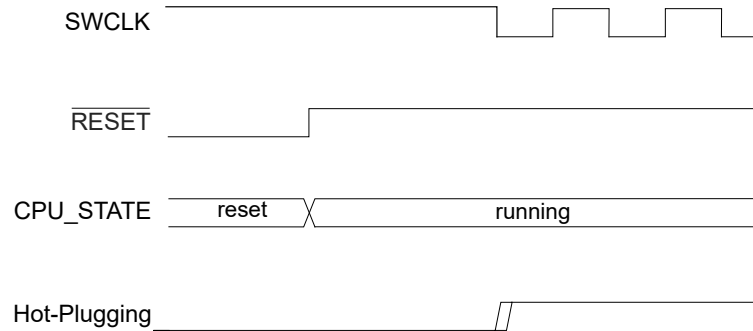 SWCLK
RESET
CPU_STATE reset running
Hot-Plugging